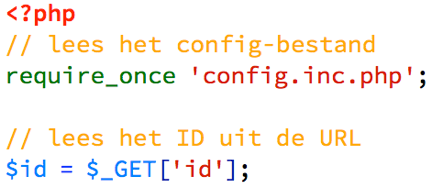 <?php
// lees het config-bestand
require_once 'config.inc.php';
// lees het ID uit de URL
$id = $_GET['id'];